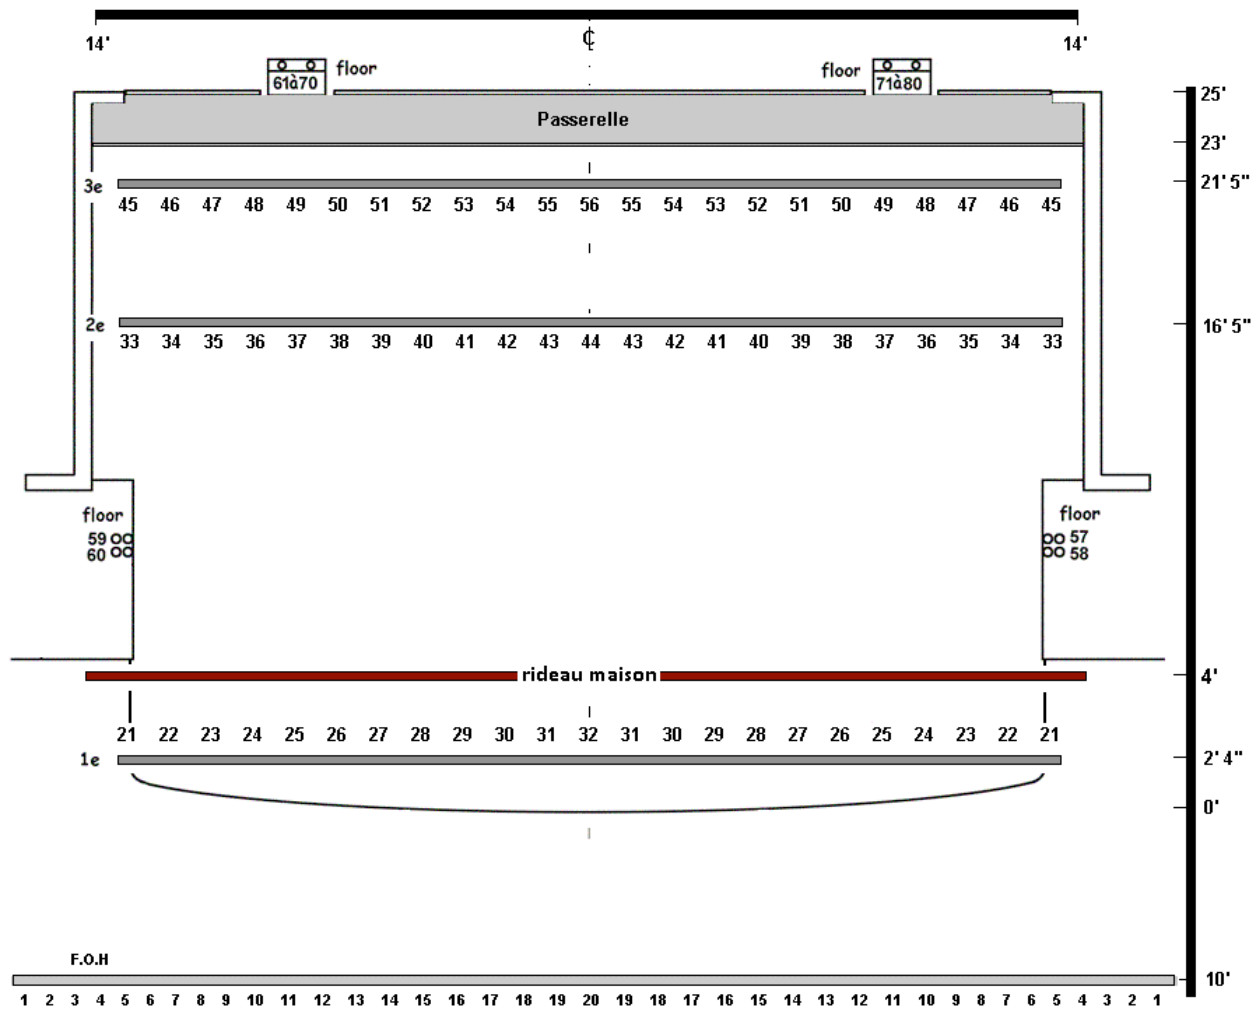 14' ℄ 14'
floor floor
61à70 71à80
25'
Passerelle
23'
3e 21'5"
45 46 47 48 49 50 51 52 53 54 55 56 55 54 53 52 51 50 49 48 47 46 45
2e 16'5"
33 34 35 36 37 38 39 40 41 42 43 44 43 42 41 40 39 38 37 36 35 34 33
floor floor
59 57
60 58
rideau maison 4'
21 22 23 24 25 26 27 28 29 30 31 32 31 30 29 28 27 26 25 24 23 22 21
1e 2'4"
0'
F.O.H
10'
1 2 3 4 5 6 7 8 9 10 11 12 13 14 15 16 17 18 19 20 19 18 17 16 15 14 13 12 11 10 9 8 7 6 5 4 3 2 1